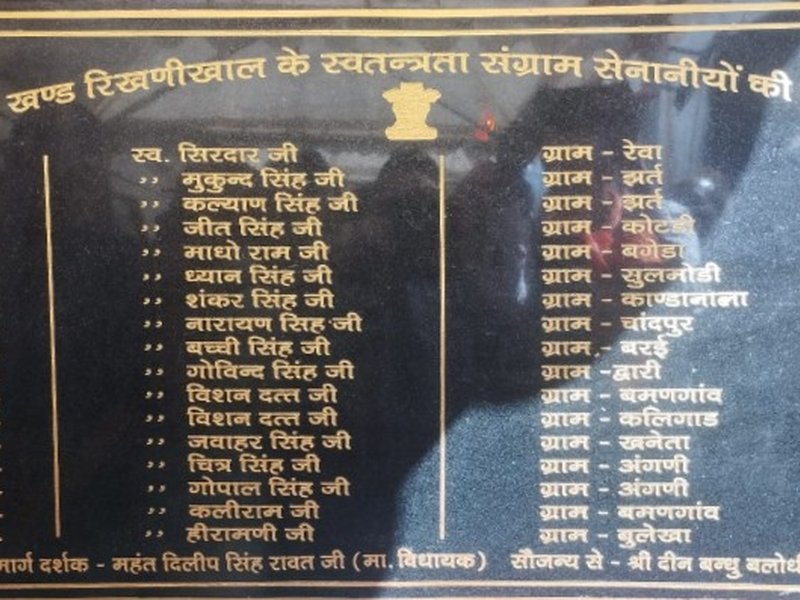 खण्ड रिखणीखाल के स्वतन्त्रता संग्राम सेनानीयों की
स्व. सिरदार जी ग्राम - रेवा
,, मुकुन्द सिंह जी ग्राम - झर्त
,, कल्याण सिंह जी ग्राम - झर्त
,, जीत सिंह जी ग्राम - कोटडी
,, माधो राम जी ग्राम - बगेडा
,, ध्यान सिंह जी ग्राम - सुलमोडी
,, शंकर सिंह जी ग्राम - काण्डानाला
,, नारायण सिह जी ग्राम - चांदपुर
,, बच्ची सिंह जी ग्राम - बरई
,, गोविन्द सिंह जी ग्राम -द्वारी
,, विशन दत्त जी ग्राम - बमणगांव
,, विशन दत्त जी ग्राम - कलिगाड
,, जवाहर सिंह जी ग्राम - खनेता
,, चित्र सिंह जी ग्राम - अंगणी
,, गोपाल सिंह जी ग्राम - अंगणी
,, कलीराम जी ग्राम - बमणगांव
,, हीरामणी जी ग्राम - बुलेखा
मार्ग दर्शक - महंत दिलीप सिंह रावत जी (मा. विधायक) सौजन्य से - श्री दीन बन्धु बलोधी